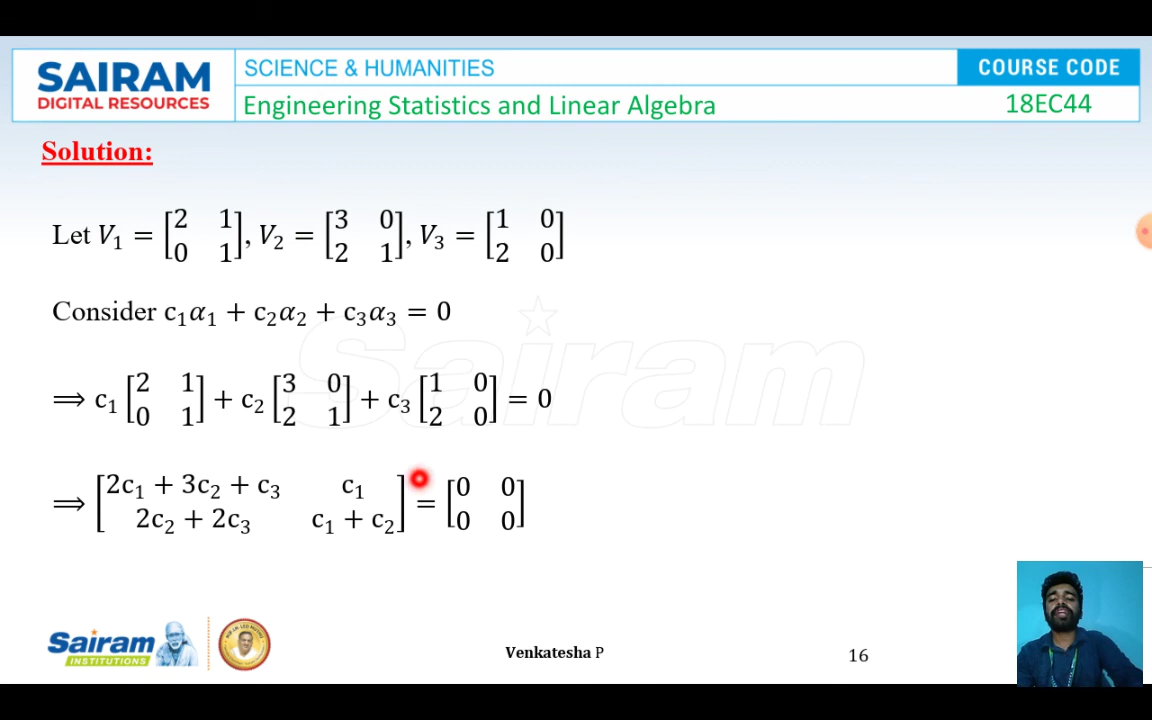 SAIRAM
DIGITAL RESOURCES
SCIENCE & HUMANITIES
Engineering Statistics and Linear Algebra
COURSE CODE
18EC44
Solution:
Let V₁ = [2 1; 0 1], V₂ = [3 0; 2 1], V₃ = [1 0; 2 0]
Consider c₁α₁ + c₂α₂ + c₃α₃ = 0
⟹ c₁ [2 1; 0 1] + c₂ [3 0; 2 1] + c₃ [1 0; 2 0] = 0
⟹ [2c₁ + 3c₂ + c₃ c₁; 2c₂ + 2c₃ c₁ + c₂] = [0 0; 0 0]
Sairam
Sairam
INSTITUTIONS
Venkatesha P
16